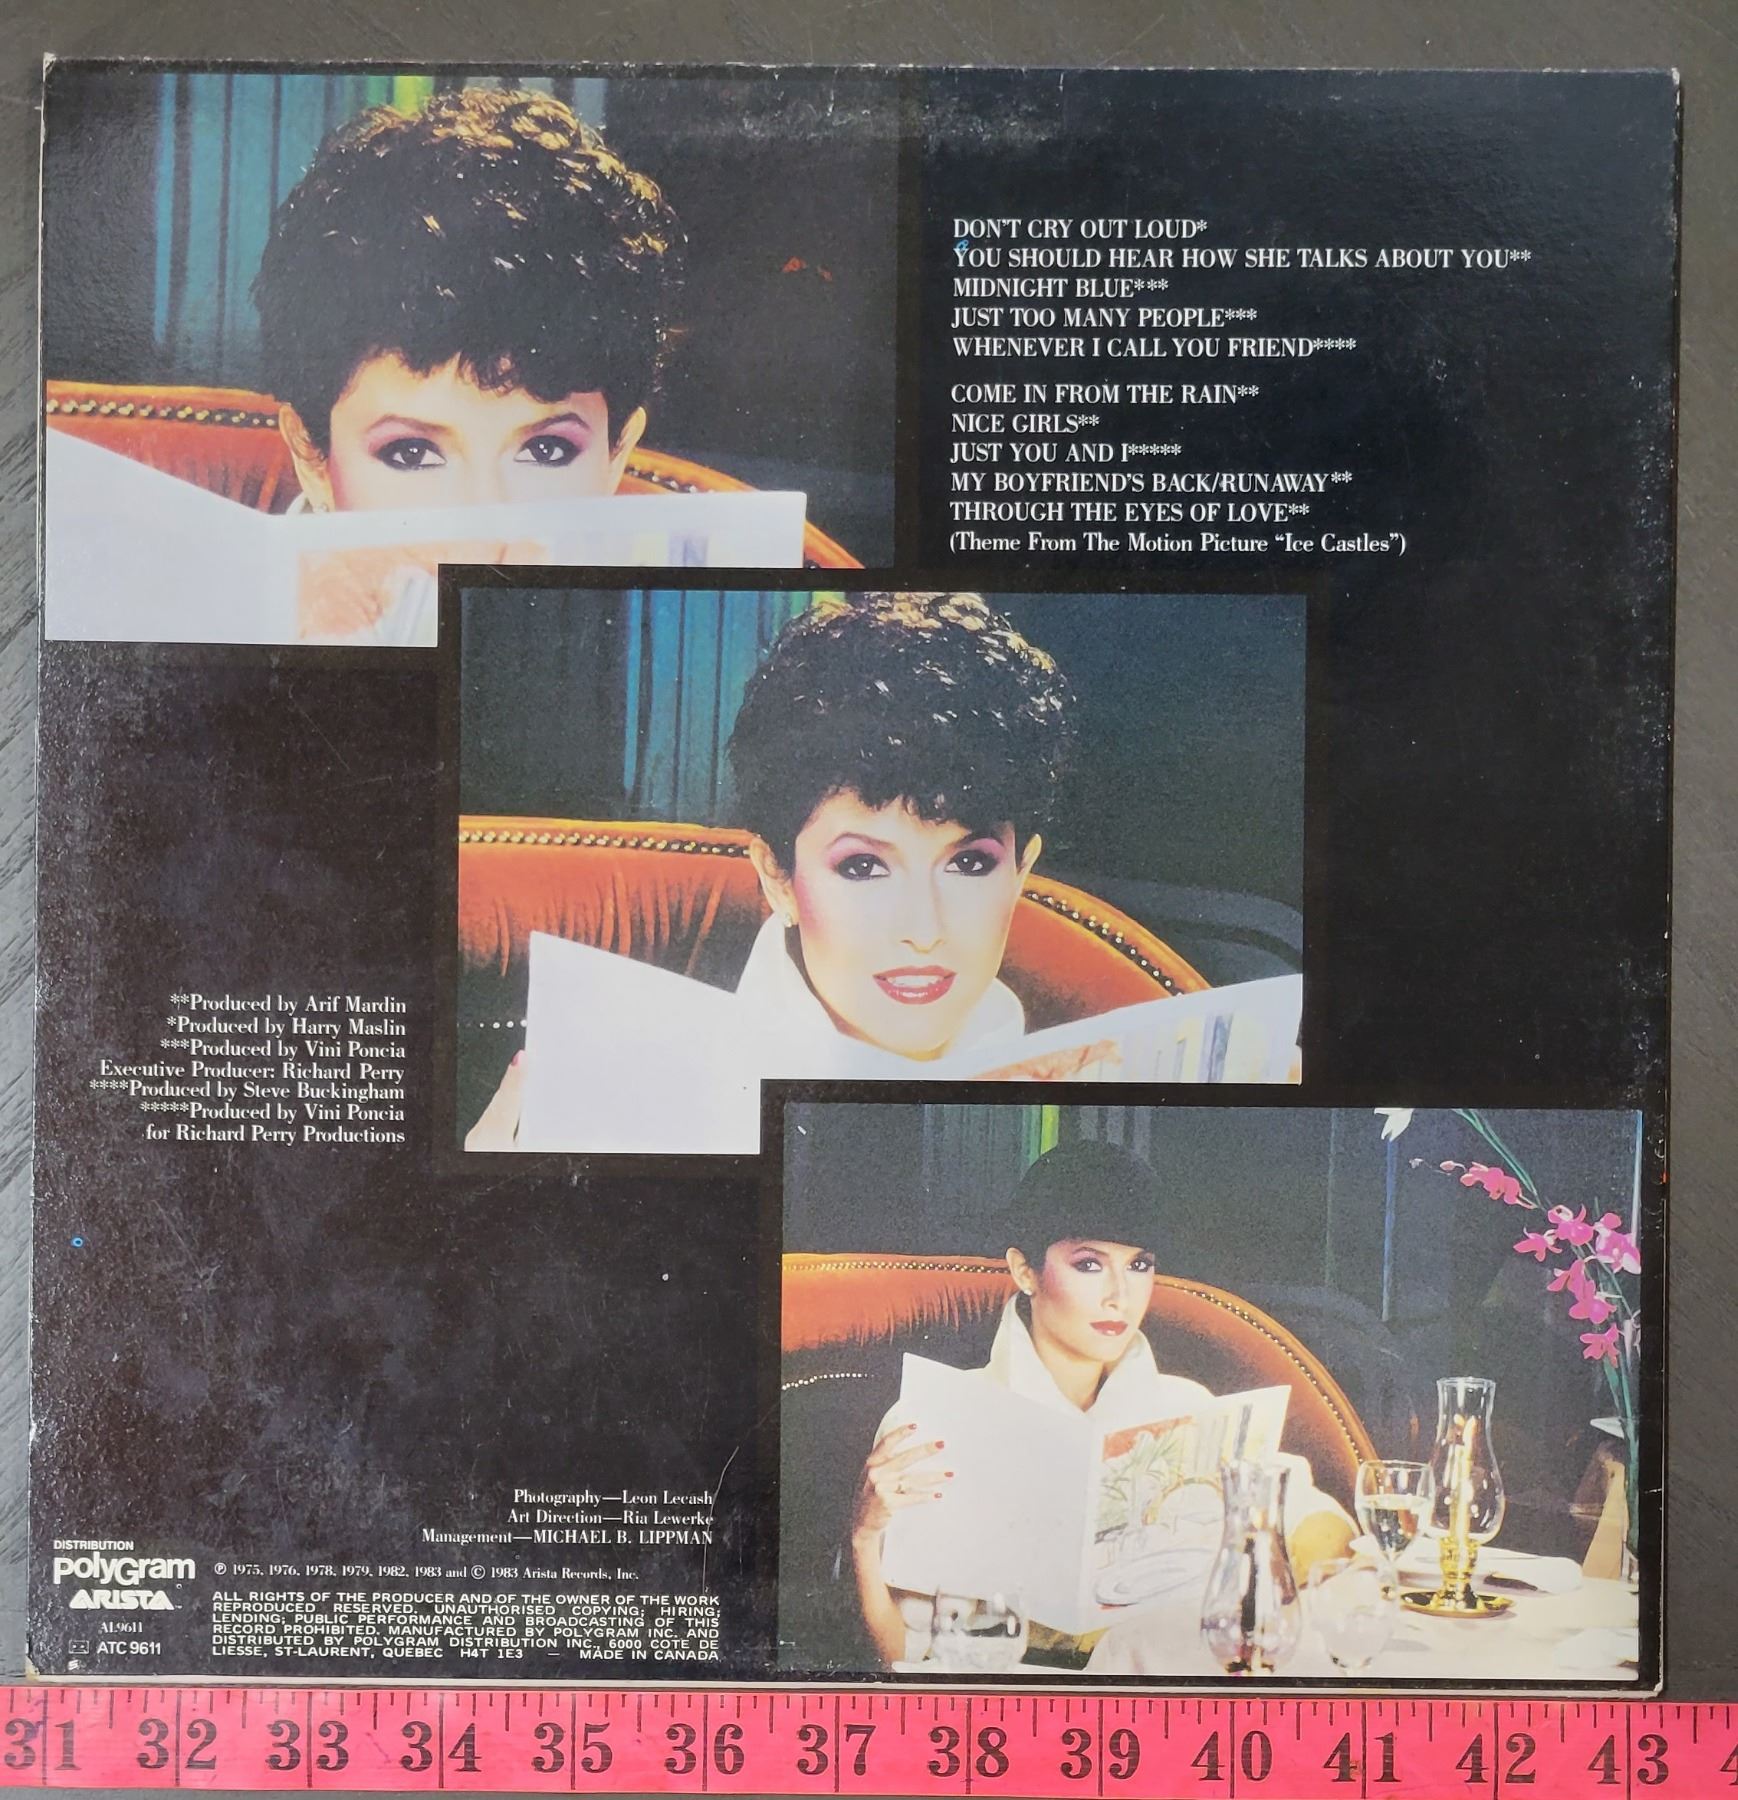 DON'T CRY OUT LOUD*
YOU SHOULD HEAR HOW SHE TALKS ABOUT YOU**
MIDNIGHT BLUE***
JUST TOO MANY PEOPLE***
WHENEVER I CALL YOU FRIEND****
COME IN FROM THE RAIN**
NICE GIRLS**
JUST YOU AND I*****
MY BOYFRIEND'S BACK/RUNAWAY**
THROUGH THE EYES OF LOVE**
(Theme From The Motion Picture “Ice Castles”)
**Produced by Arif Mardin
*Produced by Harry Maslin
***Produced by Vini Poncia
Executive Producer: Richard Perry
****Produced by Steve Buckingham
*****Produced by Vini Poncia
for Richard Perry Productions
Photography—Leon Lecash
Art Direction—Ria Lewerke
Management—MICHAEL B. LIPPMAN
DISTRIBUTION
polyGram
ARISTA
AL9611
ATC 9611
℗ 1975, 1976, 1978, 1979, 1982, 1983 and © 1983 Arista Records, Inc.
ALL RIGHTS OF THE PRODUCER AND OF THE OWNER OF THE WORK
REPRODUCED RESERVED. UNAUTHORISED COPYING; HIRING;
LENDING; PUBLIC PERFORMANCE AND BROADCASTING OF THIS
RECORD PROHIBITED. MANUFACTURED BY POLYGRAM INC. AND
DISTRIBUTED BY POLYGRAM DISTRIBUTION INC., 6000 COTE DE
LIESSE, ST-LAURENT, QUEBEC H4T 1E3 — MADE IN CANADA
31 32 33 34 35 36 37 38 39 40 41 42 43 4